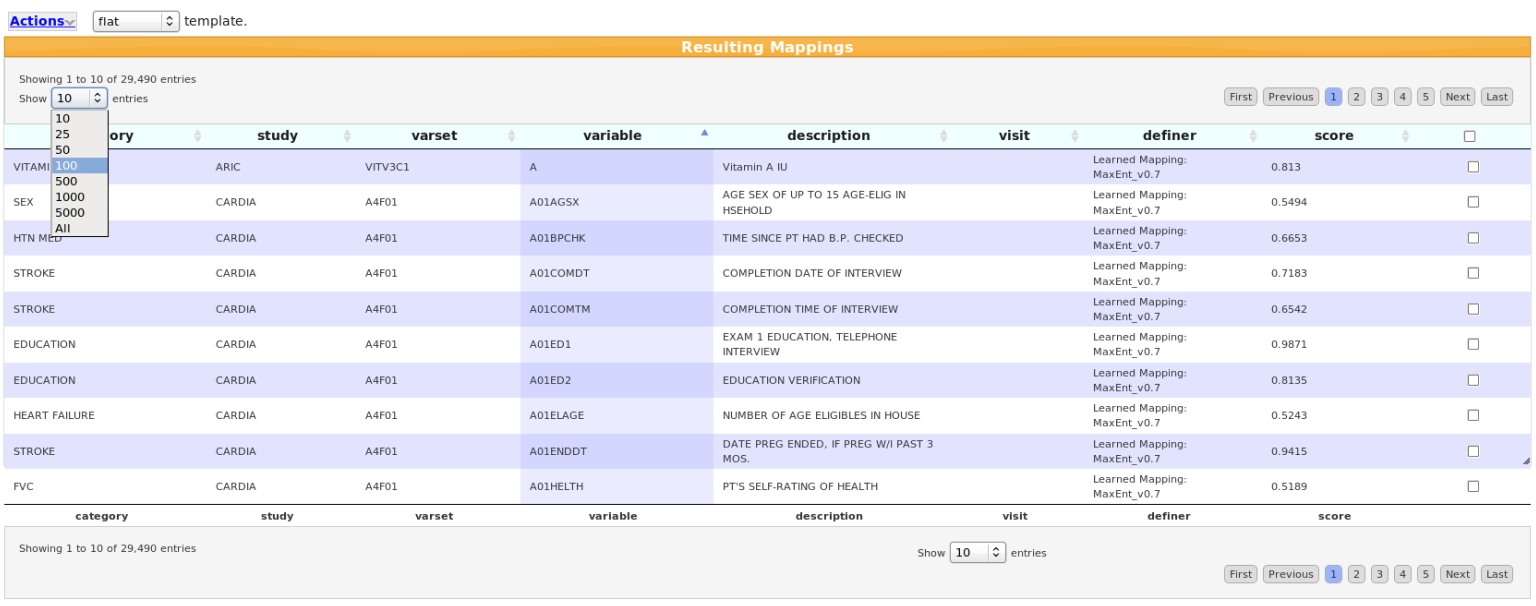 Actions flat template.
Resulting Mappings
Showing 1 to 10 of 29,490 entries
Show 10 entries
First Previous 1 2 3 4 5 Next Last
10
25
50
100
500
1000
5000
All
ory study varset variable description visit definer score
VITAMI ARIC VITV3C1 A Vitamin A IU Learned Mapping: 0.813
MaxEnt_v0.7
SEX CARDIA A4F01 A01AGSX AGE SEX OF UP TO 15 AGE-ELIG IN Learned Mapping: 0.5494
HSEHOLD MaxEnt_v0.7
HTN MED CARDIA A4F01 A01BPCHK TIME SINCE PT HAD B.P. CHECKED Learned Mapping: 0.6653
MaxEnt_v0.7
STROKE CARDIA A4F01 A01COMDT COMPLETION DATE OF INTERVIEW Learned Mapping: 0.7183
MaxEnt_v0.7
STROKE CARDIA A4F01 A01COMTM COMPLETION TIME OF INTERVIEW Learned Mapping: 0.6542
MaxEnt_v0.7
EDUCATION CARDIA A4F01 A01ED1 EXAM 1 EDUCATION, TELEPHONE Learned Mapping: 0.9871
INTERVIEW MaxEnt_v0.7
EDUCATION CARDIA A4F01 A01ED2 EDUCATION VERIFICATION Learned Mapping: 0.8135
MaxEnt_v0.7
HEART FAILURE CARDIA A4F01 A01ELAGE NUMBER OF AGE ELIGIBLES IN HOUSE Learned Mapping: 0.5243
MaxEnt_v0.7
STROKE CARDIA A4F01 A01ENDDT DATE PREG ENDED, IF PREG W/I PAST 3 Learned Mapping: 0.9415
MOS. MaxEnt_v0.7
FVC CARDIA A4F01 A01HELTH PT'S SELF-RATING OF HEALTH Learned Mapping: 0.5189
MaxEnt_v0.7
category study varset variable description visit definer score
Showing 1 to 10 of 29,490 entries
Show 10 entries
First Previous 1 2 3 4 5 Next Last